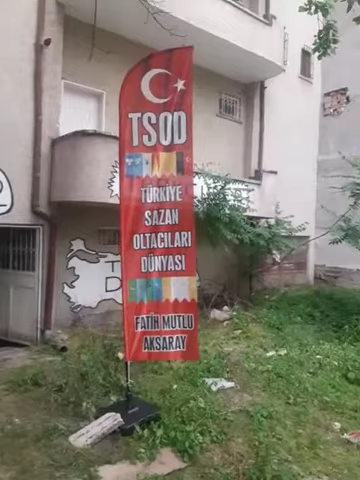 TSOD
TÜRKİYE
SAZAN
OLTACILARI
DÜNYASI
FATİH MUTLU
AKSARAY